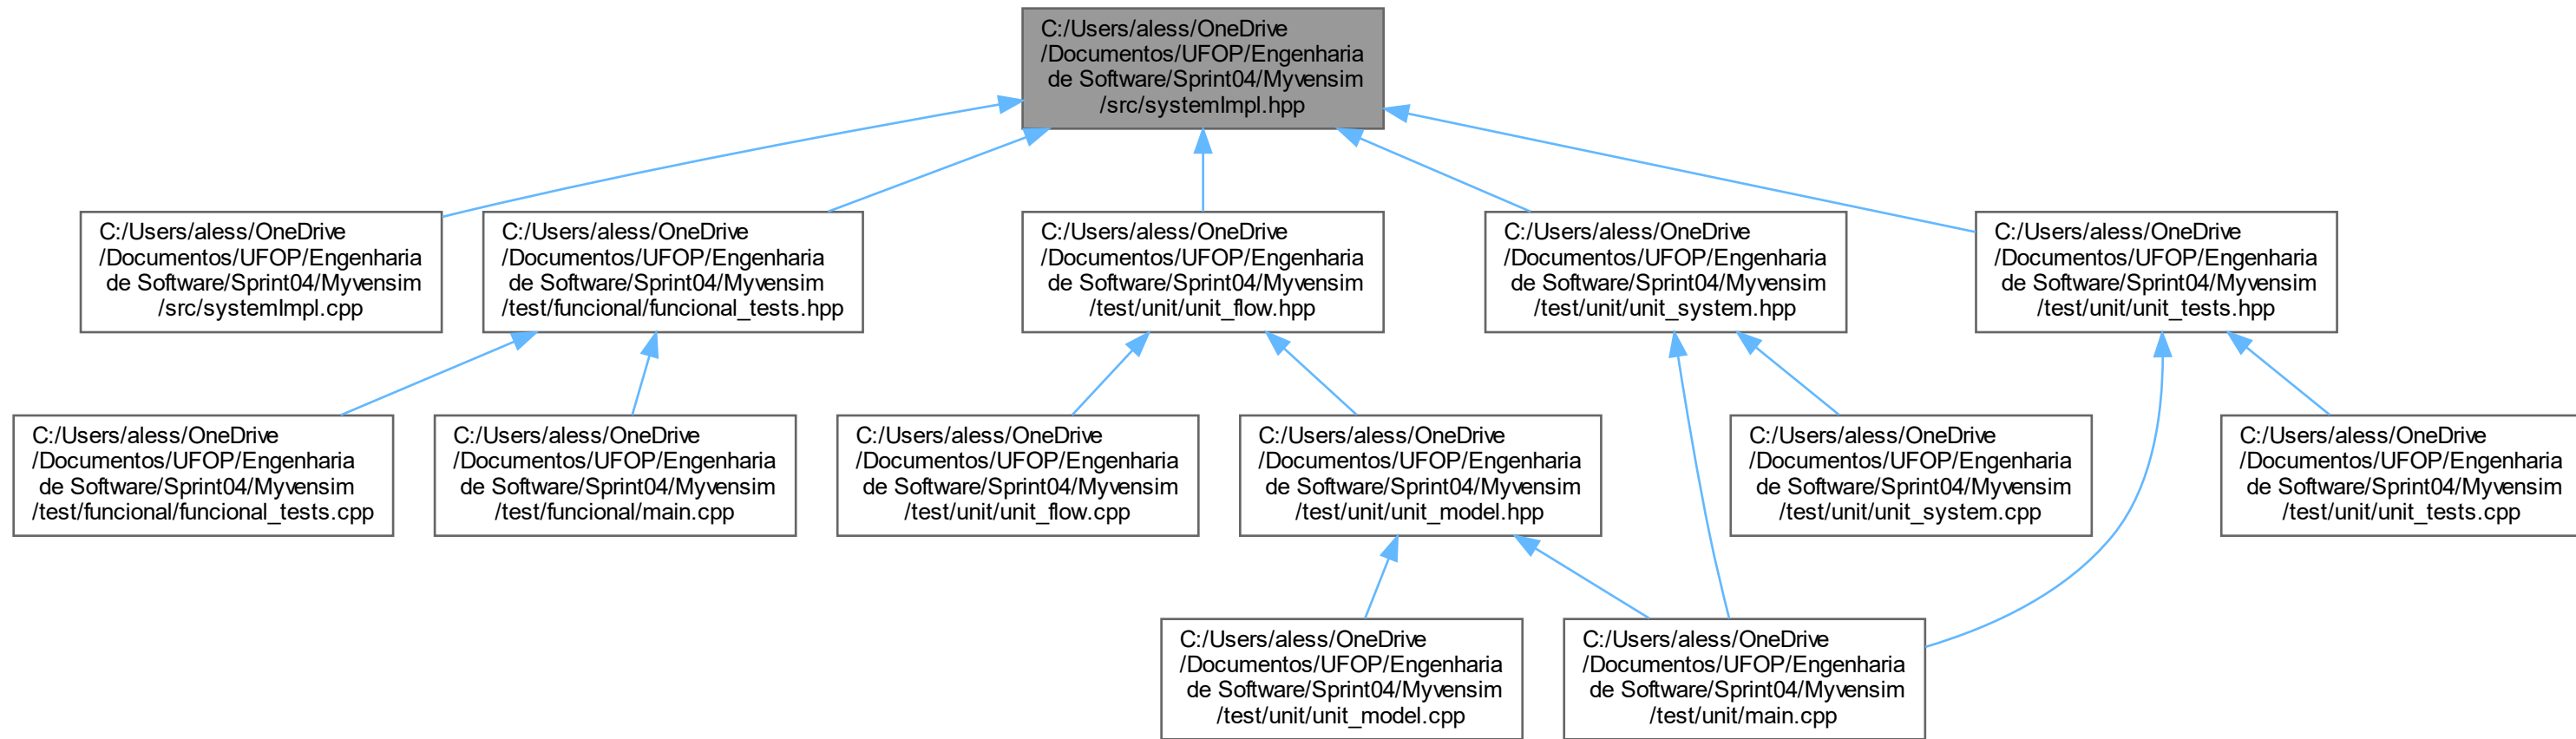 C:/Users/aless/OneDrive
/Documentos/UFOP/Engenharia
de Software/Sprint04/Myvensim
/src/systemImpl.hpp
C:/Users/aless/OneDrive
/Documentos/UFOP/Engenharia
de Software/Sprint04/Myvensim
/src/systemImpl.cpp
C:/Users/aless/OneDrive
/Documentos/UFOP/Engenharia
de Software/Sprint04/Myvensim
/test/funcional/funcional_tests.hpp
C:/Users/aless/OneDrive
/Documentos/UFOP/Engenharia
de Software/Sprint04/Myvensim
/test/unit/unit_flow.hpp
C:/Users/aless/OneDrive
/Documentos/UFOP/Engenharia
de Software/Sprint04/Myvensim
/test/unit/unit_system.hpp
C:/Users/aless/OneDrive
/Documentos/UFOP/Engenharia
de Software/Sprint04/Myvensim
/test/unit/unit_tests.hpp
C:/Users/aless/OneDrive
/Documentos/UFOP/Engenharia
de Software/Sprint04/Myvensim
/test/funcional/funcional_tests.cpp
C:/Users/aless/OneDrive
/Documentos/UFOP/Engenharia
de Software/Sprint04/Myvensim
/test/funcional/main.cpp
C:/Users/aless/OneDrive
/Documentos/UFOP/Engenharia
de Software/Sprint04/Myvensim
/test/unit/unit_flow.cpp
C:/Users/aless/OneDrive
/Documentos/UFOP/Engenharia
de Software/Sprint04/Myvensim
/test/unit/unit_model.hpp
C:/Users/aless/OneDrive
/Documentos/UFOP/Engenharia
de Software/Sprint04/Myvensim
/test/unit/unit_system.cpp
C:/Users/aless/OneDrive
/Documentos/UFOP/Engenharia
de Software/Sprint04/Myvensim
/test/unit/unit_tests.cpp
C:/Users/aless/OneDrive
/Documentos/UFOP/Engenharia
de Software/Sprint04/Myvensim
/test/unit/unit_model.cpp
C:/Users/aless/OneDrive
/Documentos/UFOP/Engenharia
de Software/Sprint04/Myvensim
/test/unit/main.cpp